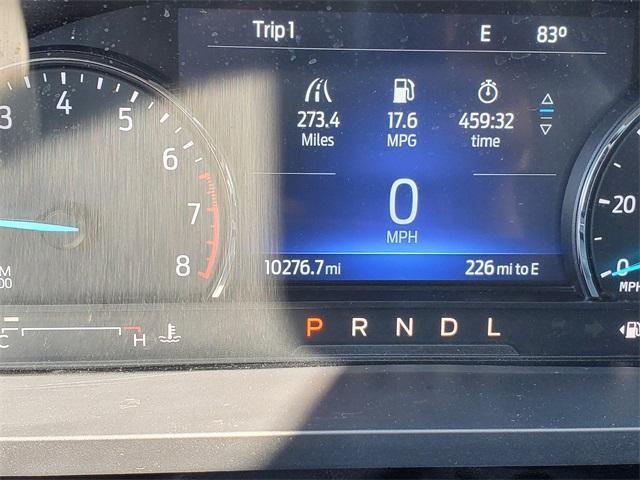 Trip 1 E 83º
273.4 17.6 459:32
Miles MPG time
0
MPH
10276.7 mi 226 mi to E
3 4 5 6 7 8
C H
P R N D L
20
0
MPH